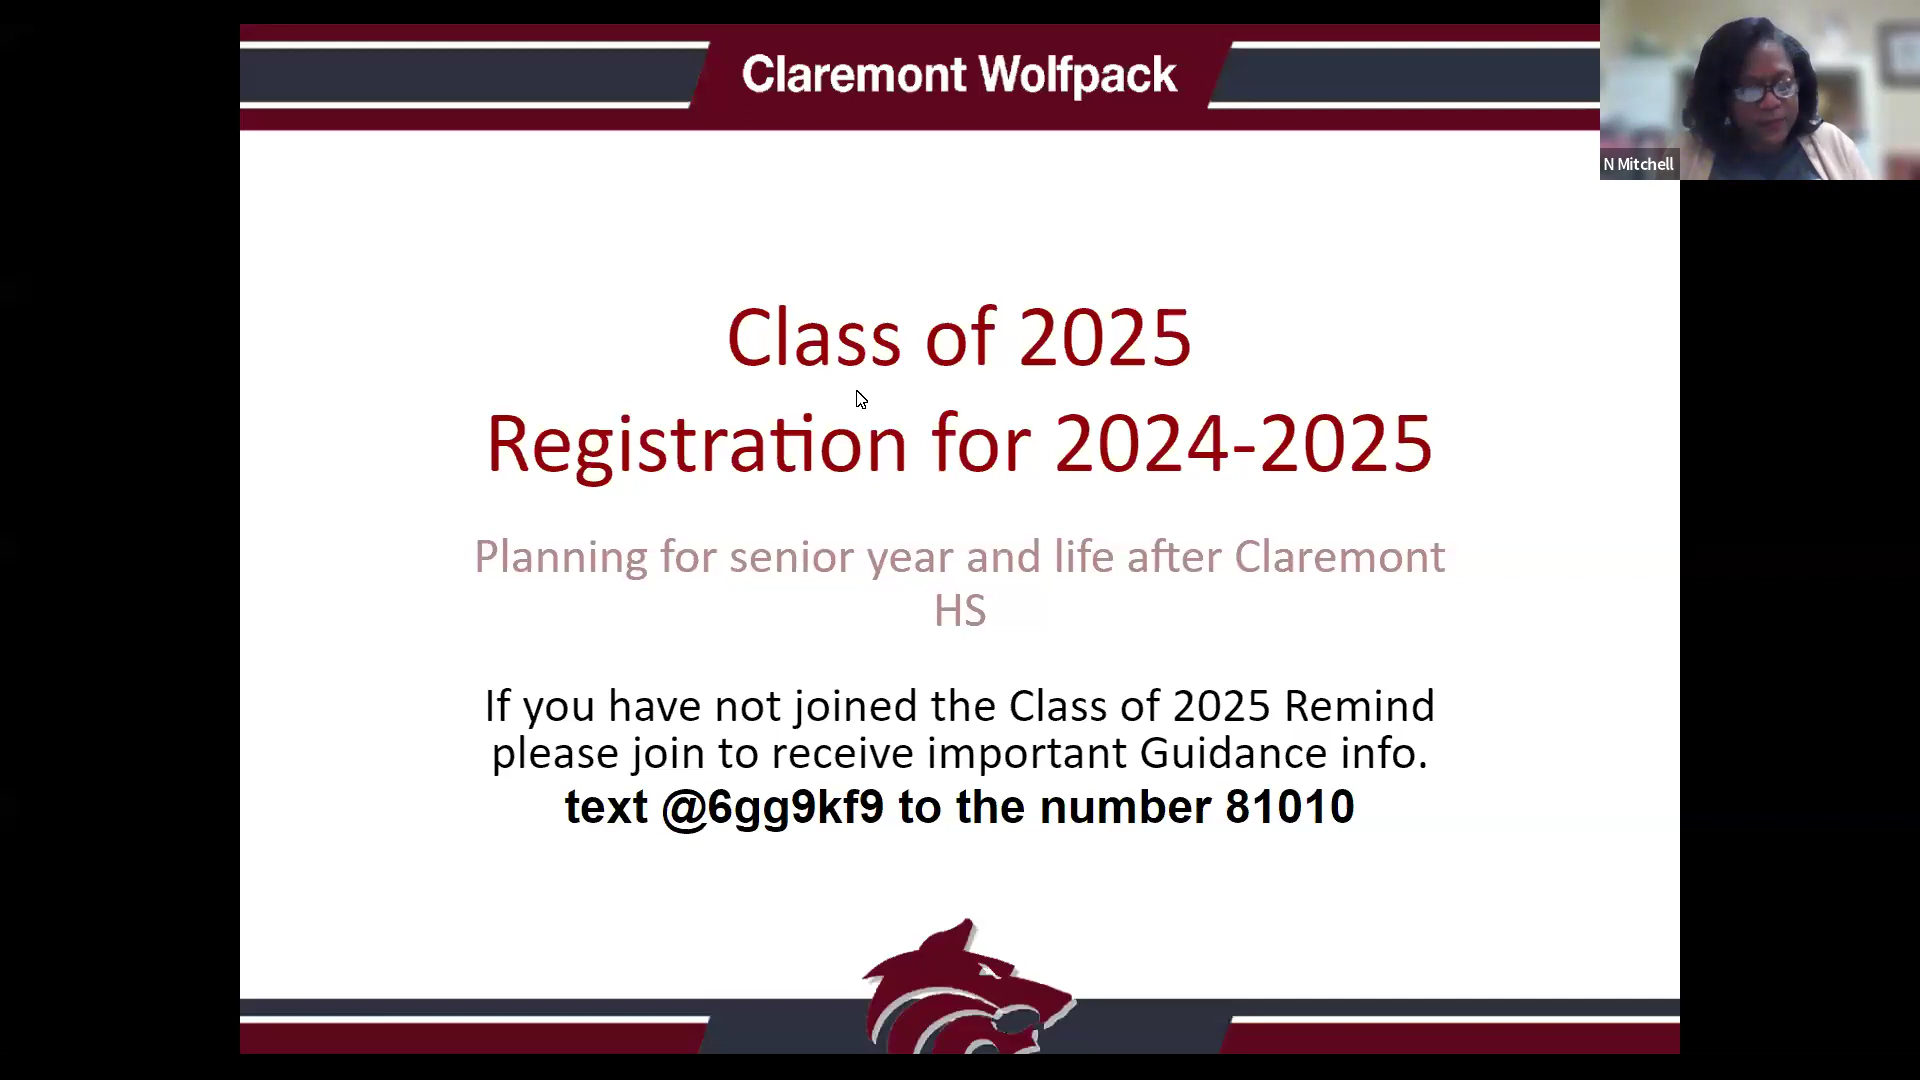 Claremont Wolfpack
N Mitchell
Class of 2025
Registration for 2024-2025
Planning for senior year and life after Claremont
HS
If you have not joined the Class of 2025 Remind
please join to receive important Guidance info.
text @6gg9kf9 to the number 81010